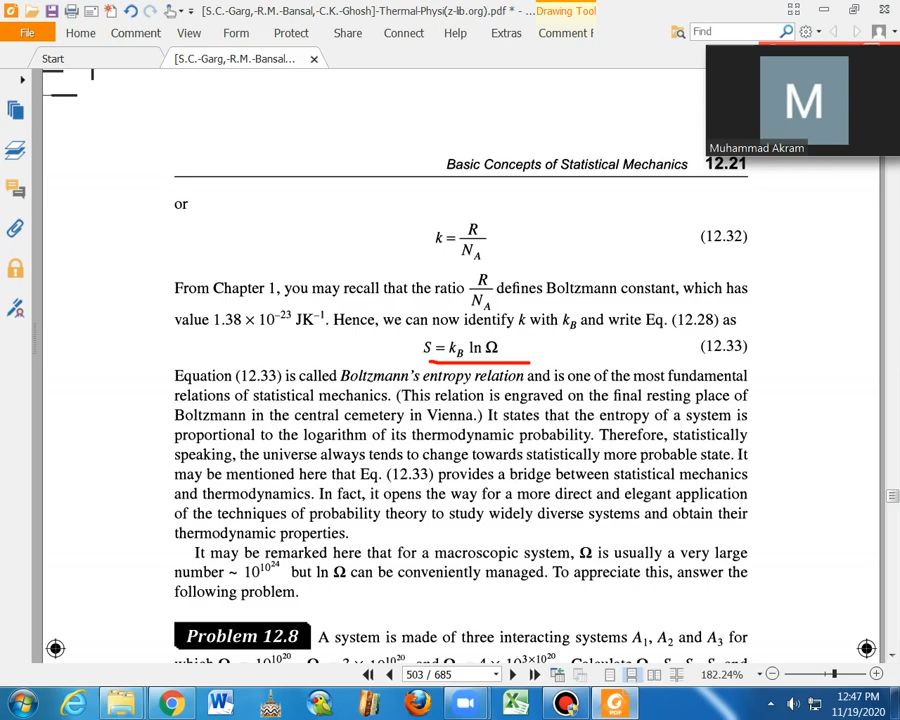 [S.C.-Garg,-R.M.-Bansal,-C.K.-Ghosh]-Thermal-Physi(z-lib.org).pdf * - ...
Drawing Tool
File
Home
Comment
View
Form
Protect
Share
Connect
Help
Extras
Comment F
Find
Start
[S.C.-Garg,-R.M.-Bansal,...
M
Muhammad Akram
Basic Concepts of Statistical Mechanics 12.21
or
k = R/N_A (12.32)
From Chapter 1, you may recall that the ratio R/N_A defines Boltzmann constant, which has
value 1.38 × 10⁻²³ JK⁻¹. Hence, we can now identify k with k_B and write Eq. (12.28) as
S = k_B ln Ω (12.33)
Equation (12.33) is called Boltzmann's entropy relation and is one of the most fundamental
relations of statistical mechanics. (This relation is engraved on the final resting place of
Boltzmann in the central cemetery in Vienna.) It states that the entropy of a system is
proportional to the logarithm of its thermodynamic probability. Therefore, statistically
speaking, the universe always tends to change towards statistically more probable state. It
may be mentioned here that Eq. (12.33) provides a bridge between statistical mechanics
and thermodynamics. In fact, it opens the way for a more direct and elegant application
of the techniques of probability theory to study widely diverse systems and obtain their
thermodynamic properties.
It may be remarked here that for a macroscopic system, Ω is usually a very large
number ~ 10^10^24 but ln Ω can be conveniently managed. To appreciate this, answer the
following problem.
Problem 12.8 A system is made of three interacting systems A₁, A₂ and A₃ for
503 / 685
182.24%
12:47 PM
11/19/2020